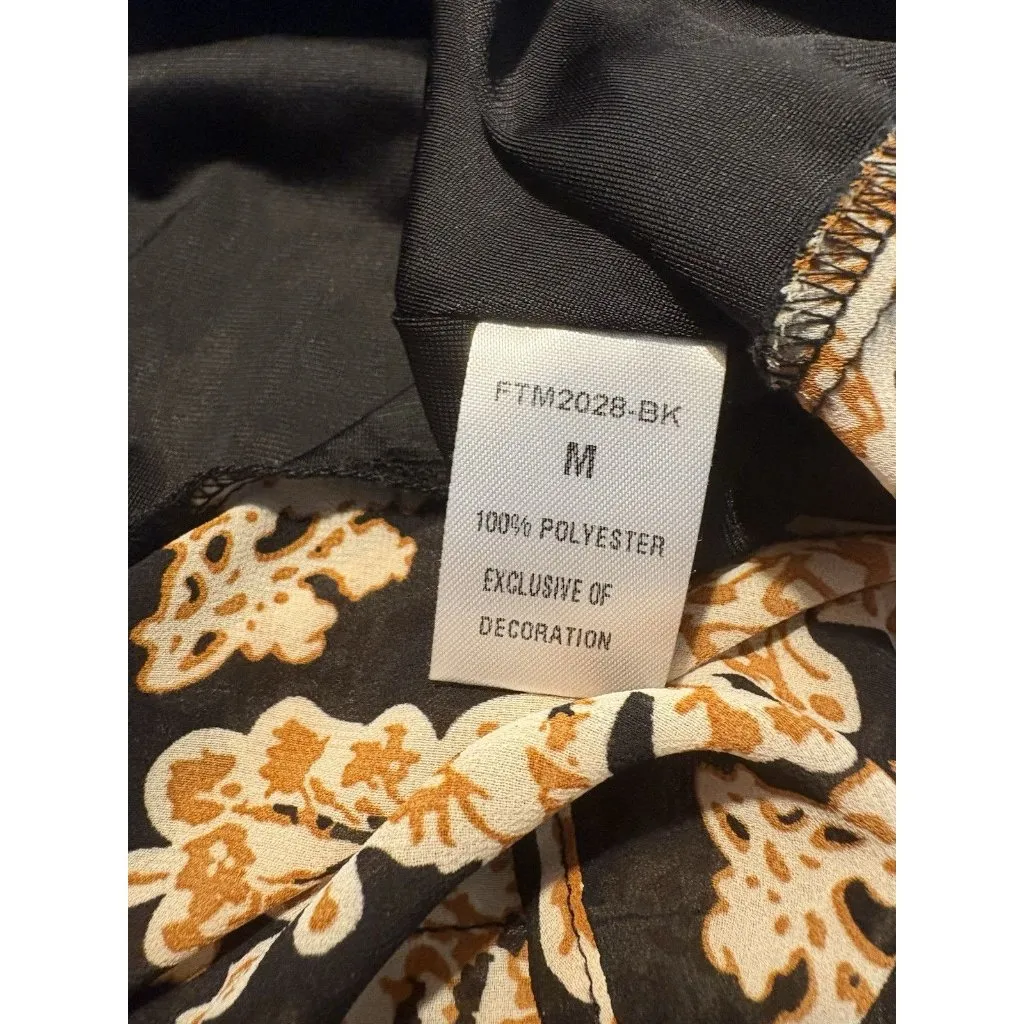 FTM2028-BK
M
100% POLYESTER
EXCLUSIVE OF
DECORATION